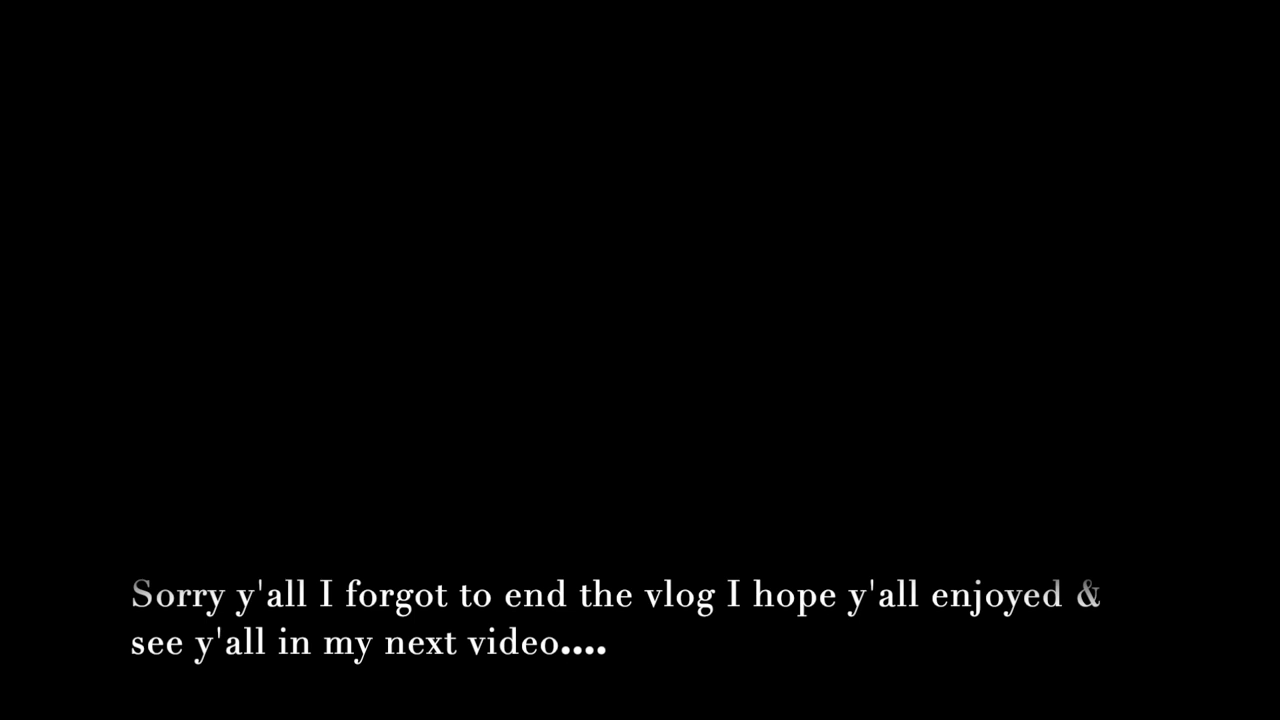 Sorry y'all I forgot to end the vlog I hope y'all enjoyed &
see y'all in my next video....